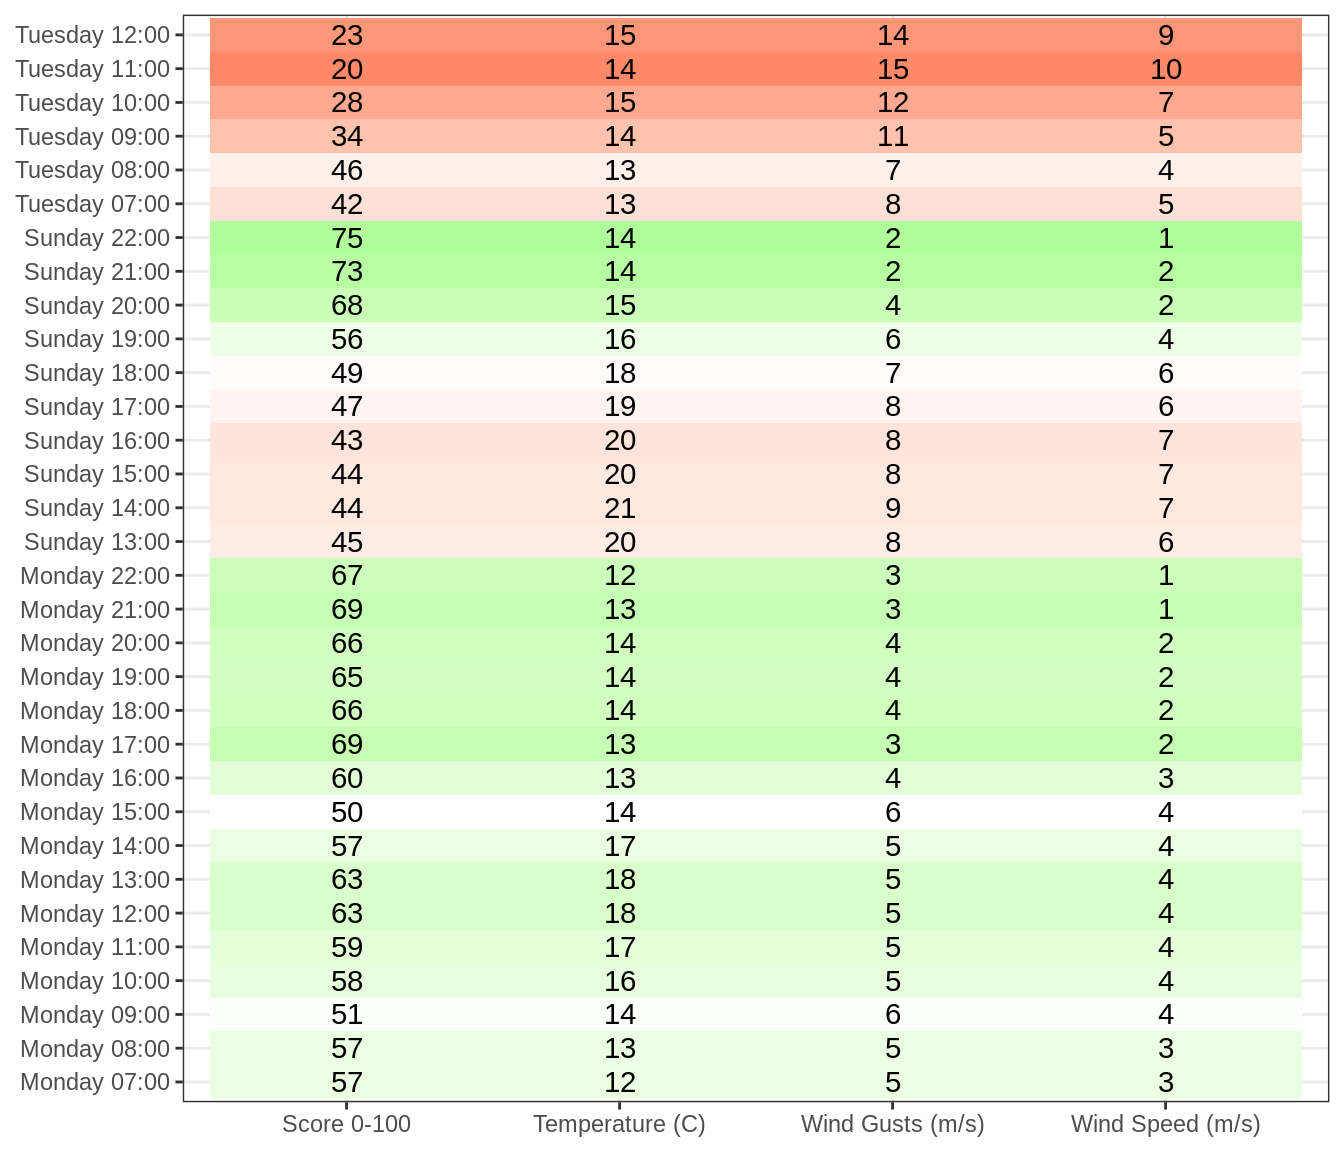 Tuesday 12:00 23 15 14 9
Tuesday 11:00 20 14 15 10
Tuesday 10:00 28 15 12 7
Tuesday 09:00 34 14 11 5
Tuesday 08:00 46 13 7 4
Tuesday 07:00 42 13 8 5
Sunday 22:00 75 14 2 1
Sunday 21:00 73 14 2 2
Sunday 20:00 68 15 4 2
Sunday 19:00 56 16 6 4
Sunday 18:00 49 18 7 6
Sunday 17:00 47 19 8 6
Sunday 16:00 43 20 8 7
Sunday 15:00 44 20 8 7
Sunday 14:00 44 21 9 7
Sunday 13:00 45 20 8 6
Monday 22:00 67 12 3 1
Monday 21:00 69 13 3 1
Monday 20:00 66 14 4 2
Monday 19:00 65 14 4 2
Monday 18:00 66 14 4 2
Monday 17:00 69 13 3 2
Monday 16:00 60 13 4 3
Monday 15:00 50 14 6 4
Monday 14:00 57 17 5 4
Monday 13:00 63 18 5 4
Monday 12:00 63 18 5 4
Monday 11:00 59 17 5 4
Monday 10:00 58 16 5 4
Monday 09:00 51 14 6 4
Monday 08:00 57 13 5 3
Monday 07:00 57 12 5 3
Score 0-100 Temperature (C) Wind Gusts (m/s) Wind Speed (m/s)